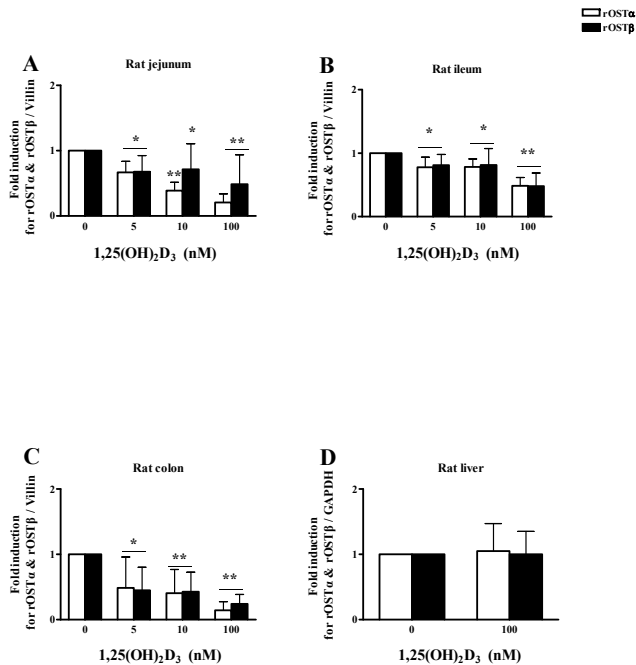 rOSTα
rOSTβ
A
Rat jejunum
Fold induction
for rOSTα & rOSTβ / Villin
2
1
0
*
**
*
**
0 5 10 100
1,25(OH)₂D₃ (nM)
B
Rat ileum
Fold induction
for rOSTα & rOSTβ / Villin
2
1
0
*
*
**
0 5 10 100
1,25(OH)₂D₃ (nM)
C
Rat colon
Fold induction
for rOSTα & rOSTβ / Villin
2
1
0
*
**
**
0 5 10 100
1,25(OH)₂D₃ (nM)
D
Rat liver
Fold induction
for rOSTα & rOSTβ / GAPDH
2
1
0
0 100
1,25(OH)₂D₃ (nM)